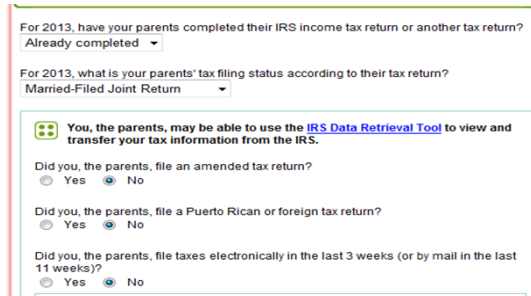 For 2013, have your parents completed their IRS income tax return or another tax return?
Already completed
For 2013, what is your parents' tax filing status according to their tax return?
Married-Filed Joint Return
You, the parents, may be able to use the IRS Data Retrieval Tool to view and
transfer your tax information from the IRS.
Did you, the parents, file an amended tax return?
Yes No
Did you, the parents, file a Puerto Rican or foreign tax return?
Yes No
Did you, the parents, file taxes electronically in the last 3 weeks (or by mail in the last
11 weeks)?
Yes No